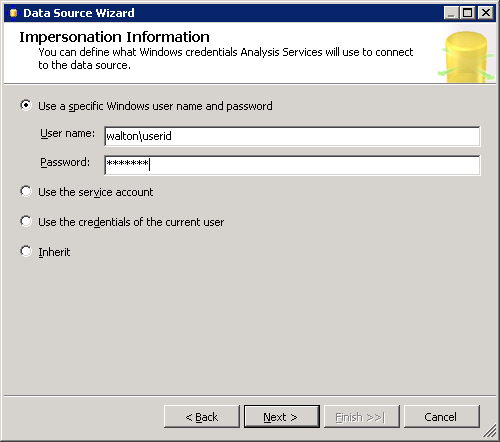 Data Source Wizard
Impersonation Information
You can define what Windows credentials Analysis Services will use to connect
to the data source.
Use a specific Windows user name and password
User name: walton\userid
Password: *******
Use the service account
Use the credentials of the current user
Inherit
< Back Next > Finish >>| Cancel